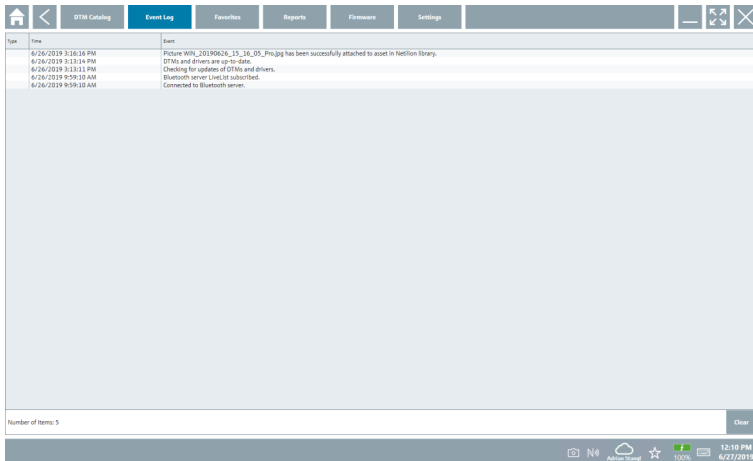 DTM Catalog Event Log Favorites Reports Firmware Settings
Type Time Event
6/26/2019 3:16:16 PM Picture WIN_20190626_15_16_05_Pro.jpg has been successfully attached to asset in Netilion library.
6/26/2019 3:13:14 PM DTMs and drivers are up-to-date.
6/26/2019 3:13:11 PM Checking for updates of DTMs and drivers.
6/26/2019 9:59:10 AM Bluetooth server LiveList subscribed.
6/26/2019 9:59:10 AM Connected to Bluetooth server.
Number of Items: 5 Clear
Adrian Stanul 100% 12:10 PM
6/27/2019